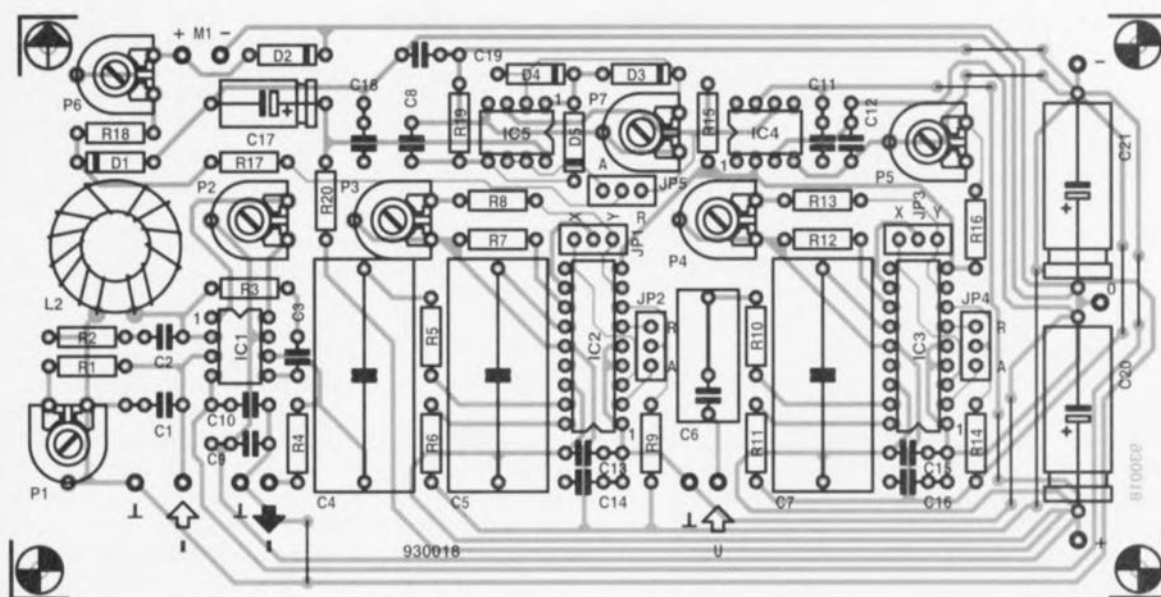 + M1 -
D2
C19
C18
C8
R19
D4
D3
P7
R15
C11
C12
-
P6
R18
D1
C17
+
R17
IC5
1
D5
A
JP5
R
IC4
1
P5
C21
+
P2
R20
P3
R8
R7
X
Y
JP1
P4
R13
R12
X
Y
JP3
R16
L2
R3
C3
R2
R1
C2
1
IC1
R5
IC2
JP2
R
A
R10
IC3
JP4
R
A
0
C20
+
C1
C10
C9
R4
R6
1
R9
C6
R11
1
R14
P1
C4
C5
C13
C14
C7
C15
C16
930018
⊥
I
⊥
I
930018
⊥
U
+